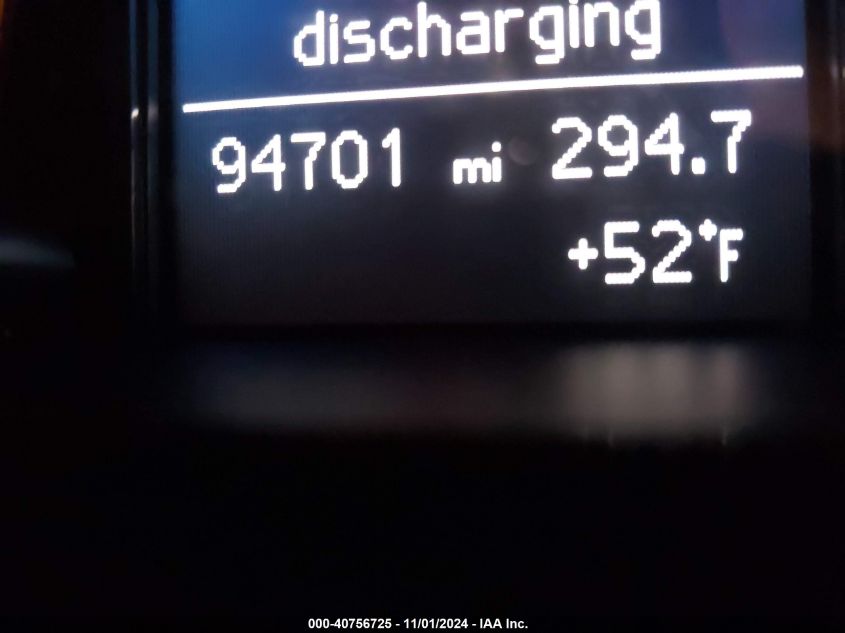 discharging
94701 mi 294.7
+52°F
000-40756725 - 11/01/2024 - IAA Inc.